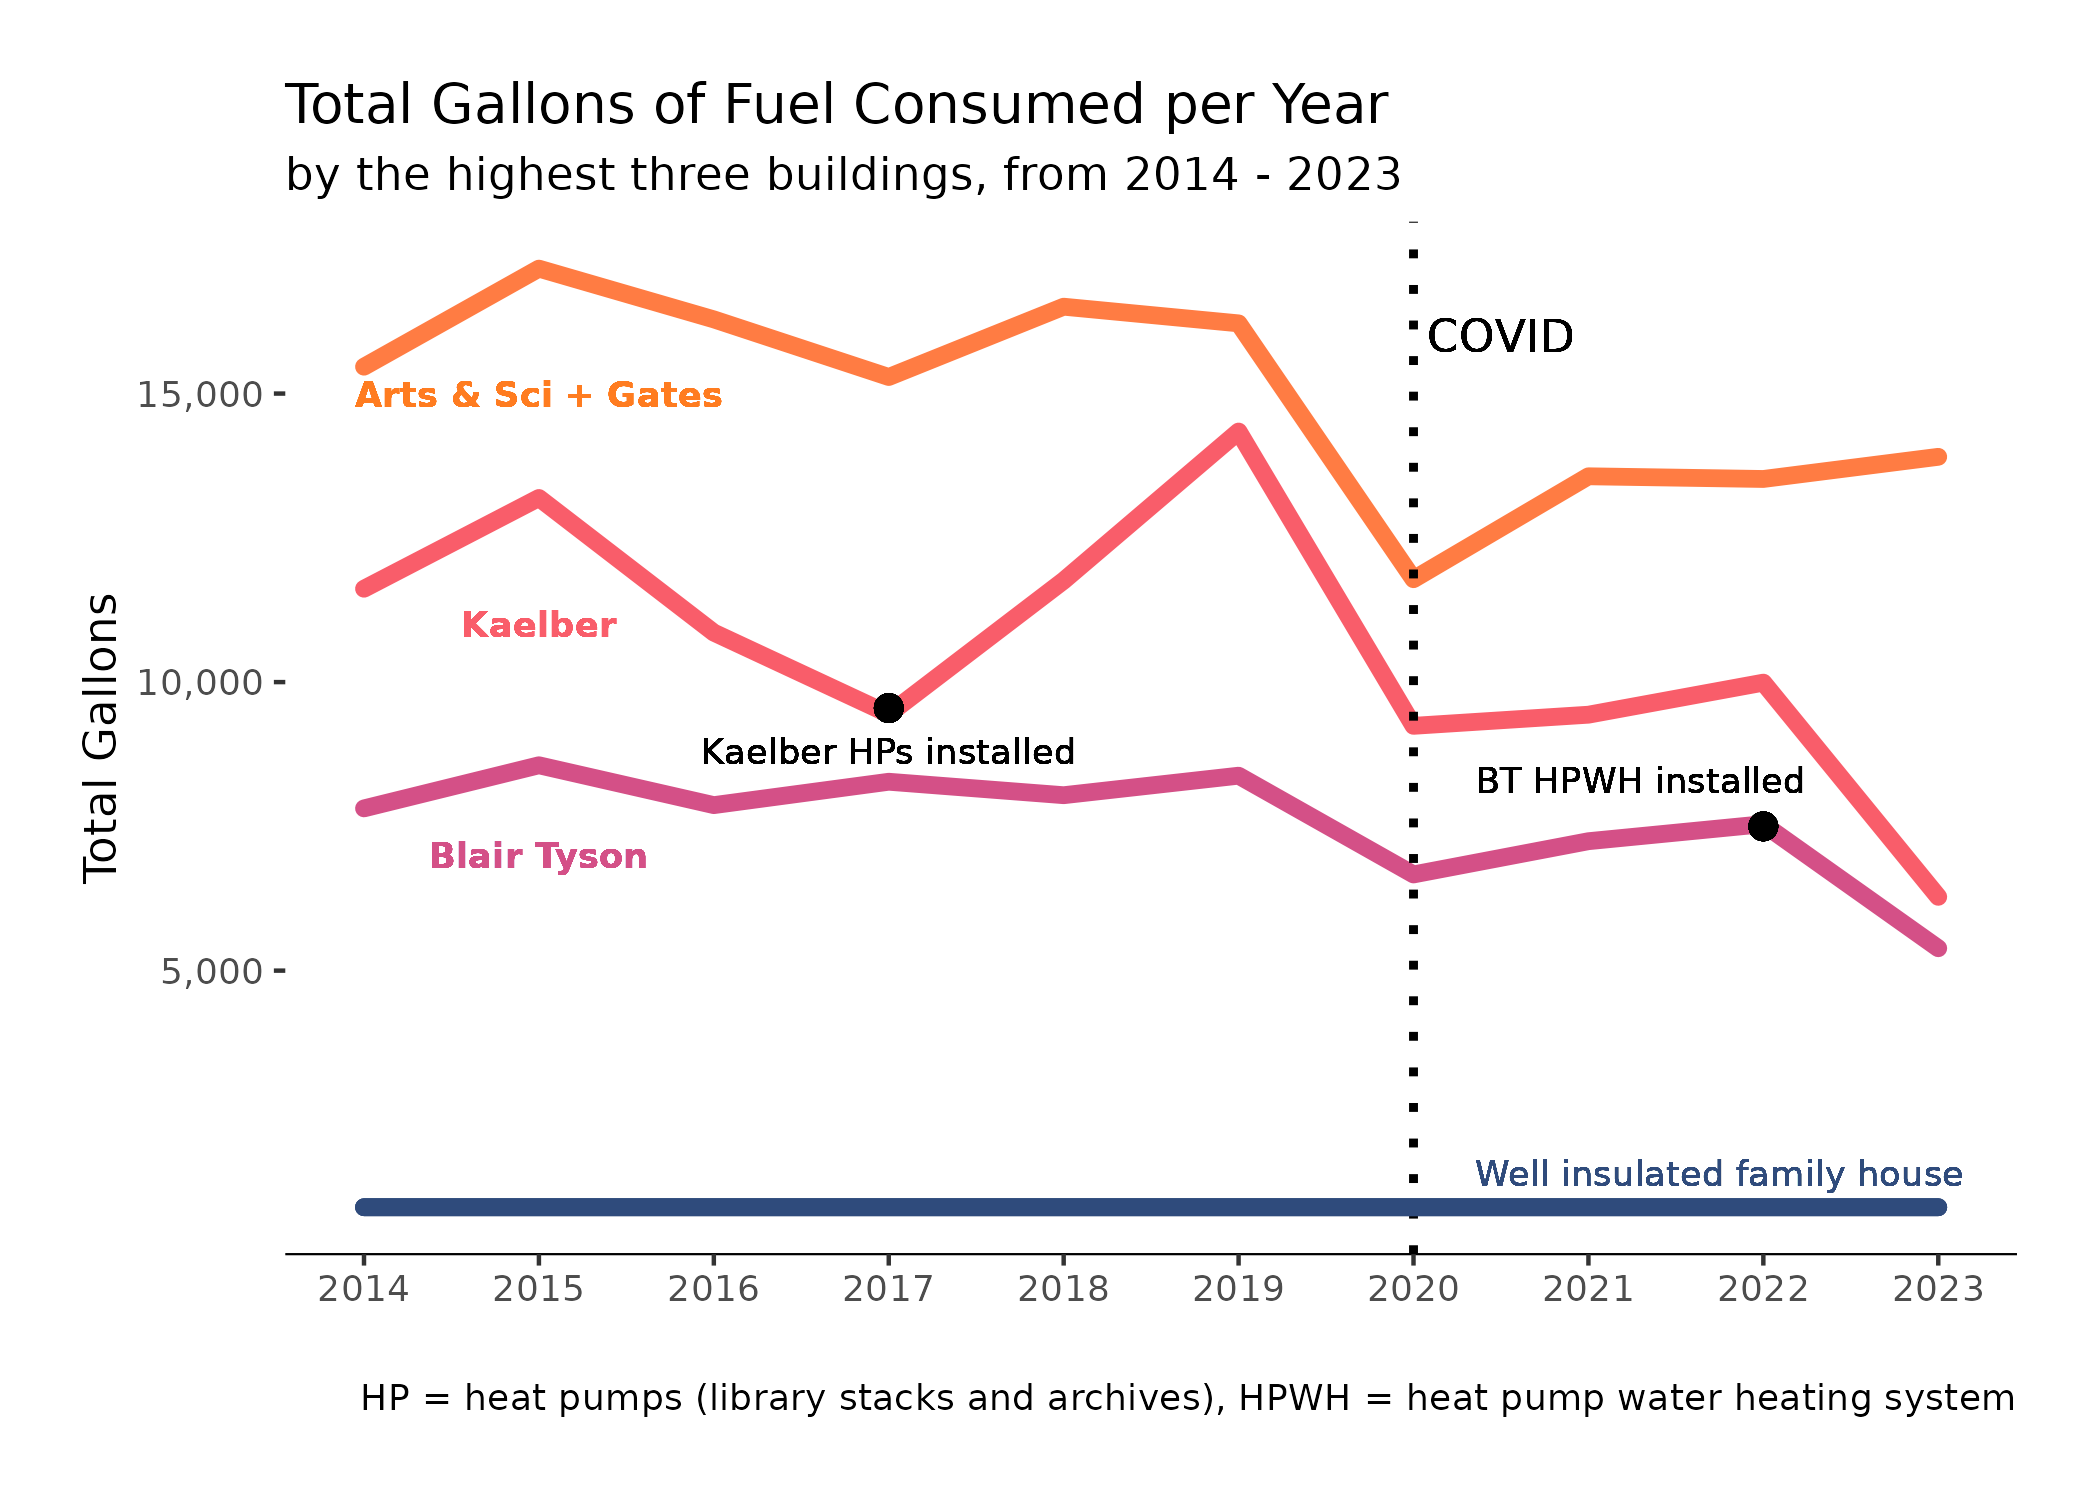 Total Gallons of Fuel Consumed per Year
by the highest three buildings, from 2014 - 2023
COVID
15,000
Arts & Sci + Gates
Kaelber
10,000
Total Gallons
Kaelber HPs installed
BT HPWH installed
Blair Tyson
5,000
Well insulated family house
2014 2015 2016 2017 2018 2019 2020 2021 2022 2023
HP = heat pumps (library stacks and archives), HPWH = heat pump water heating system